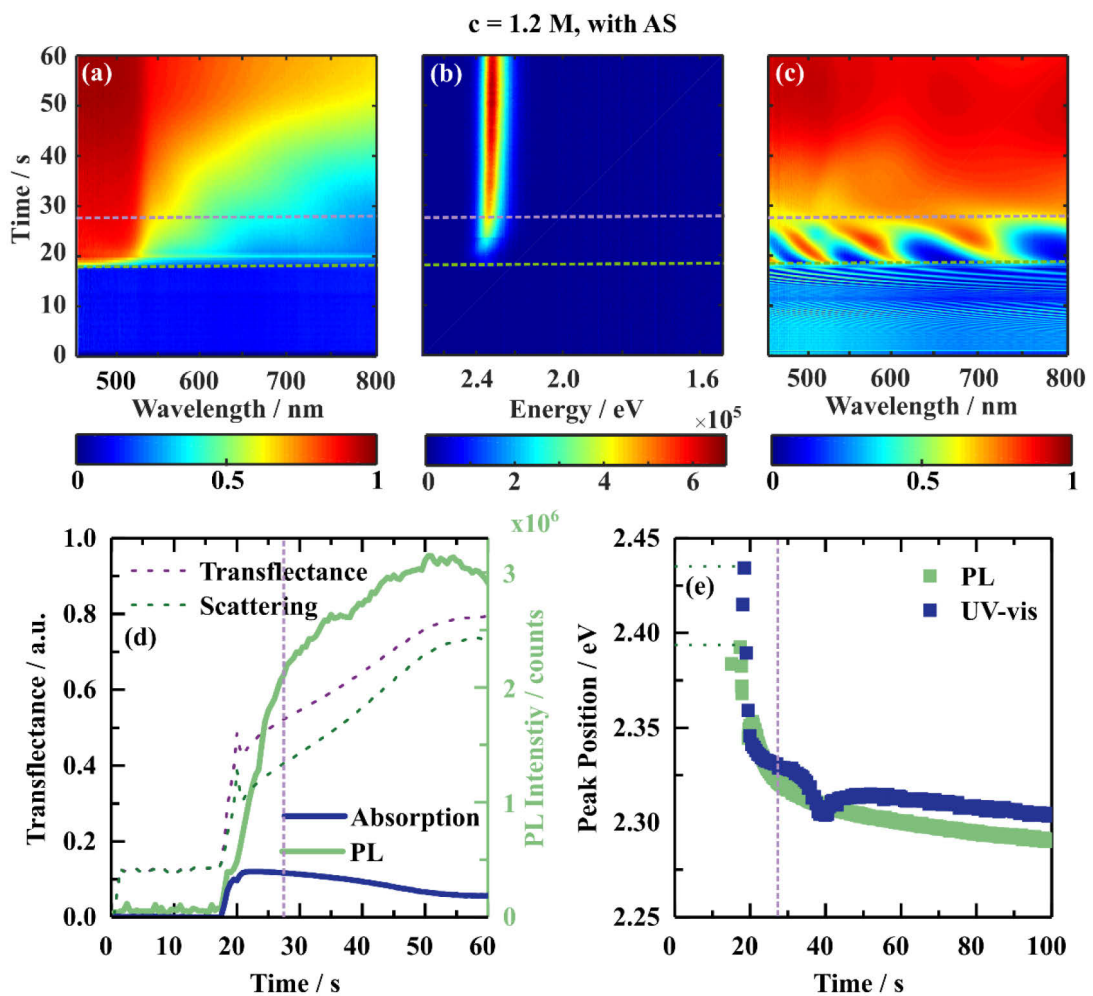 c = 1.2 M, with AS
(a) (b) (c)
60
50
40
30
20
10
0
Time / s
500 600 700 800
Wavelength / nm
2.4 2.0 1.6
Energy / eV
×10⁵
500 600 700 800
Wavelength / nm
0 0.5 1
0 2 4 6
0 0.5 1
x10⁶
1.0
0.8
0.6
0.4
0.2
0.0
Transflectance / a.u.
Transflectance
Scattering
(d)
Absorption
PL
3
2
1
0
PL Intenstiy / counts
0 10 20 30 40 50 60
Time / s
2.45
2.40
2.35
2.30
2.25
Peak Position / eV
(e)
PL
UV-vis
0 20 40 60 80 100
Time / s